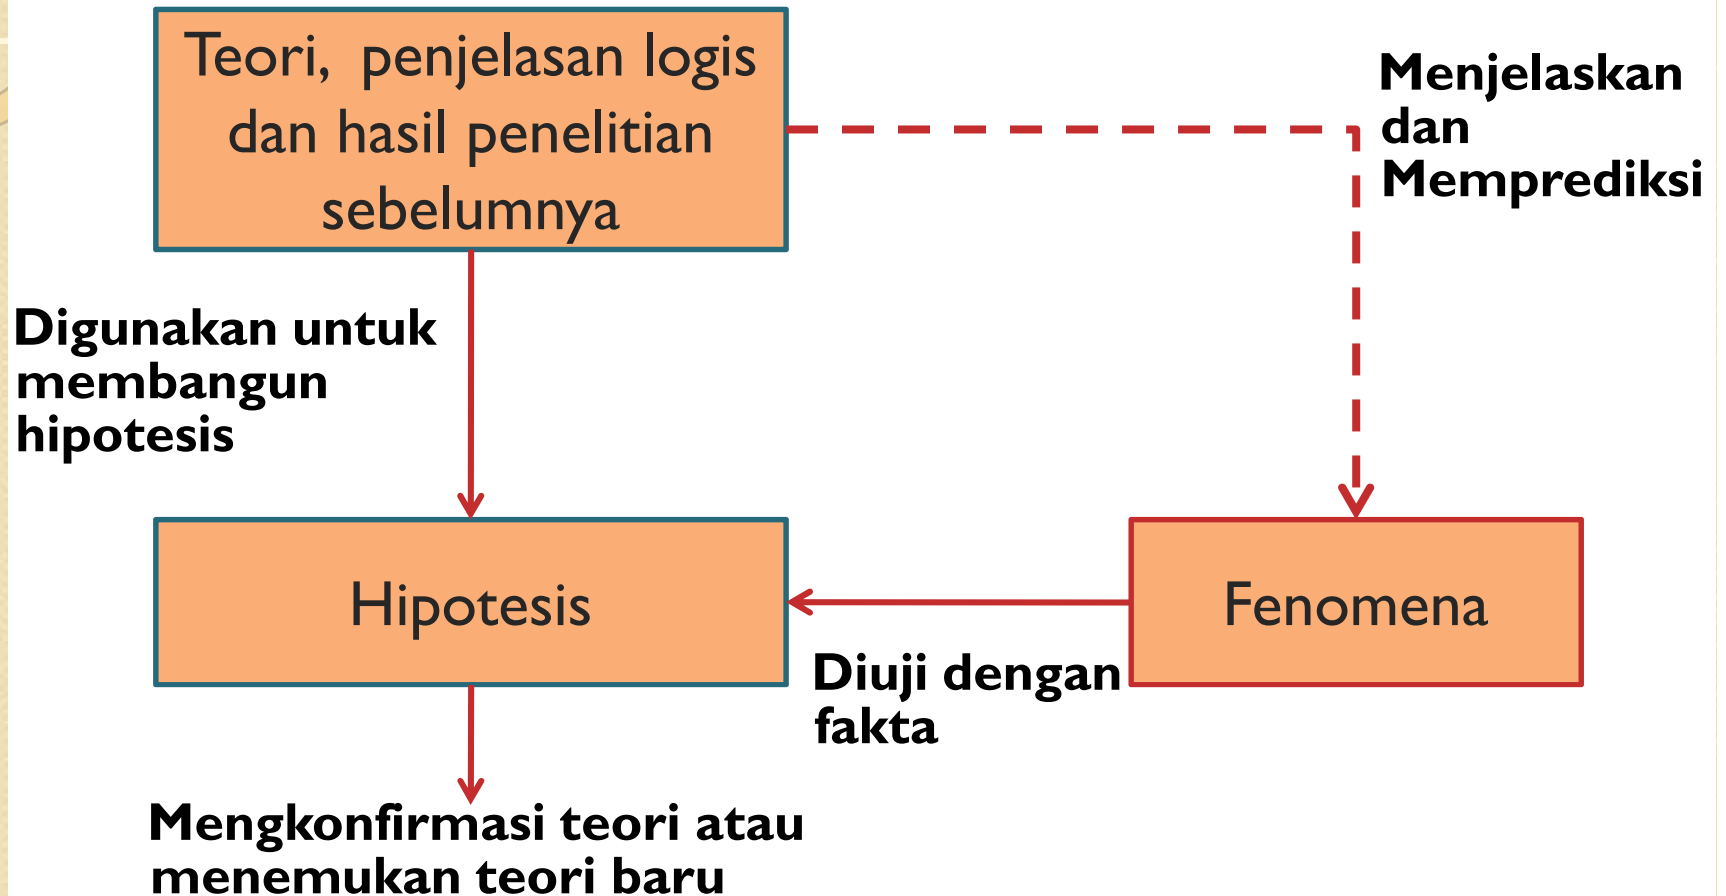 Teori, penjelasan logis
dan hasil penelitian
sebelumnya
Menjelaskan
dan
Memprediksi
Digunakan untuk
membangun
hipotesis
Hipotesis
Fenomena
Diuji dengan
fakta
Mengkonfirmasi teori atau
menemukan teori baru